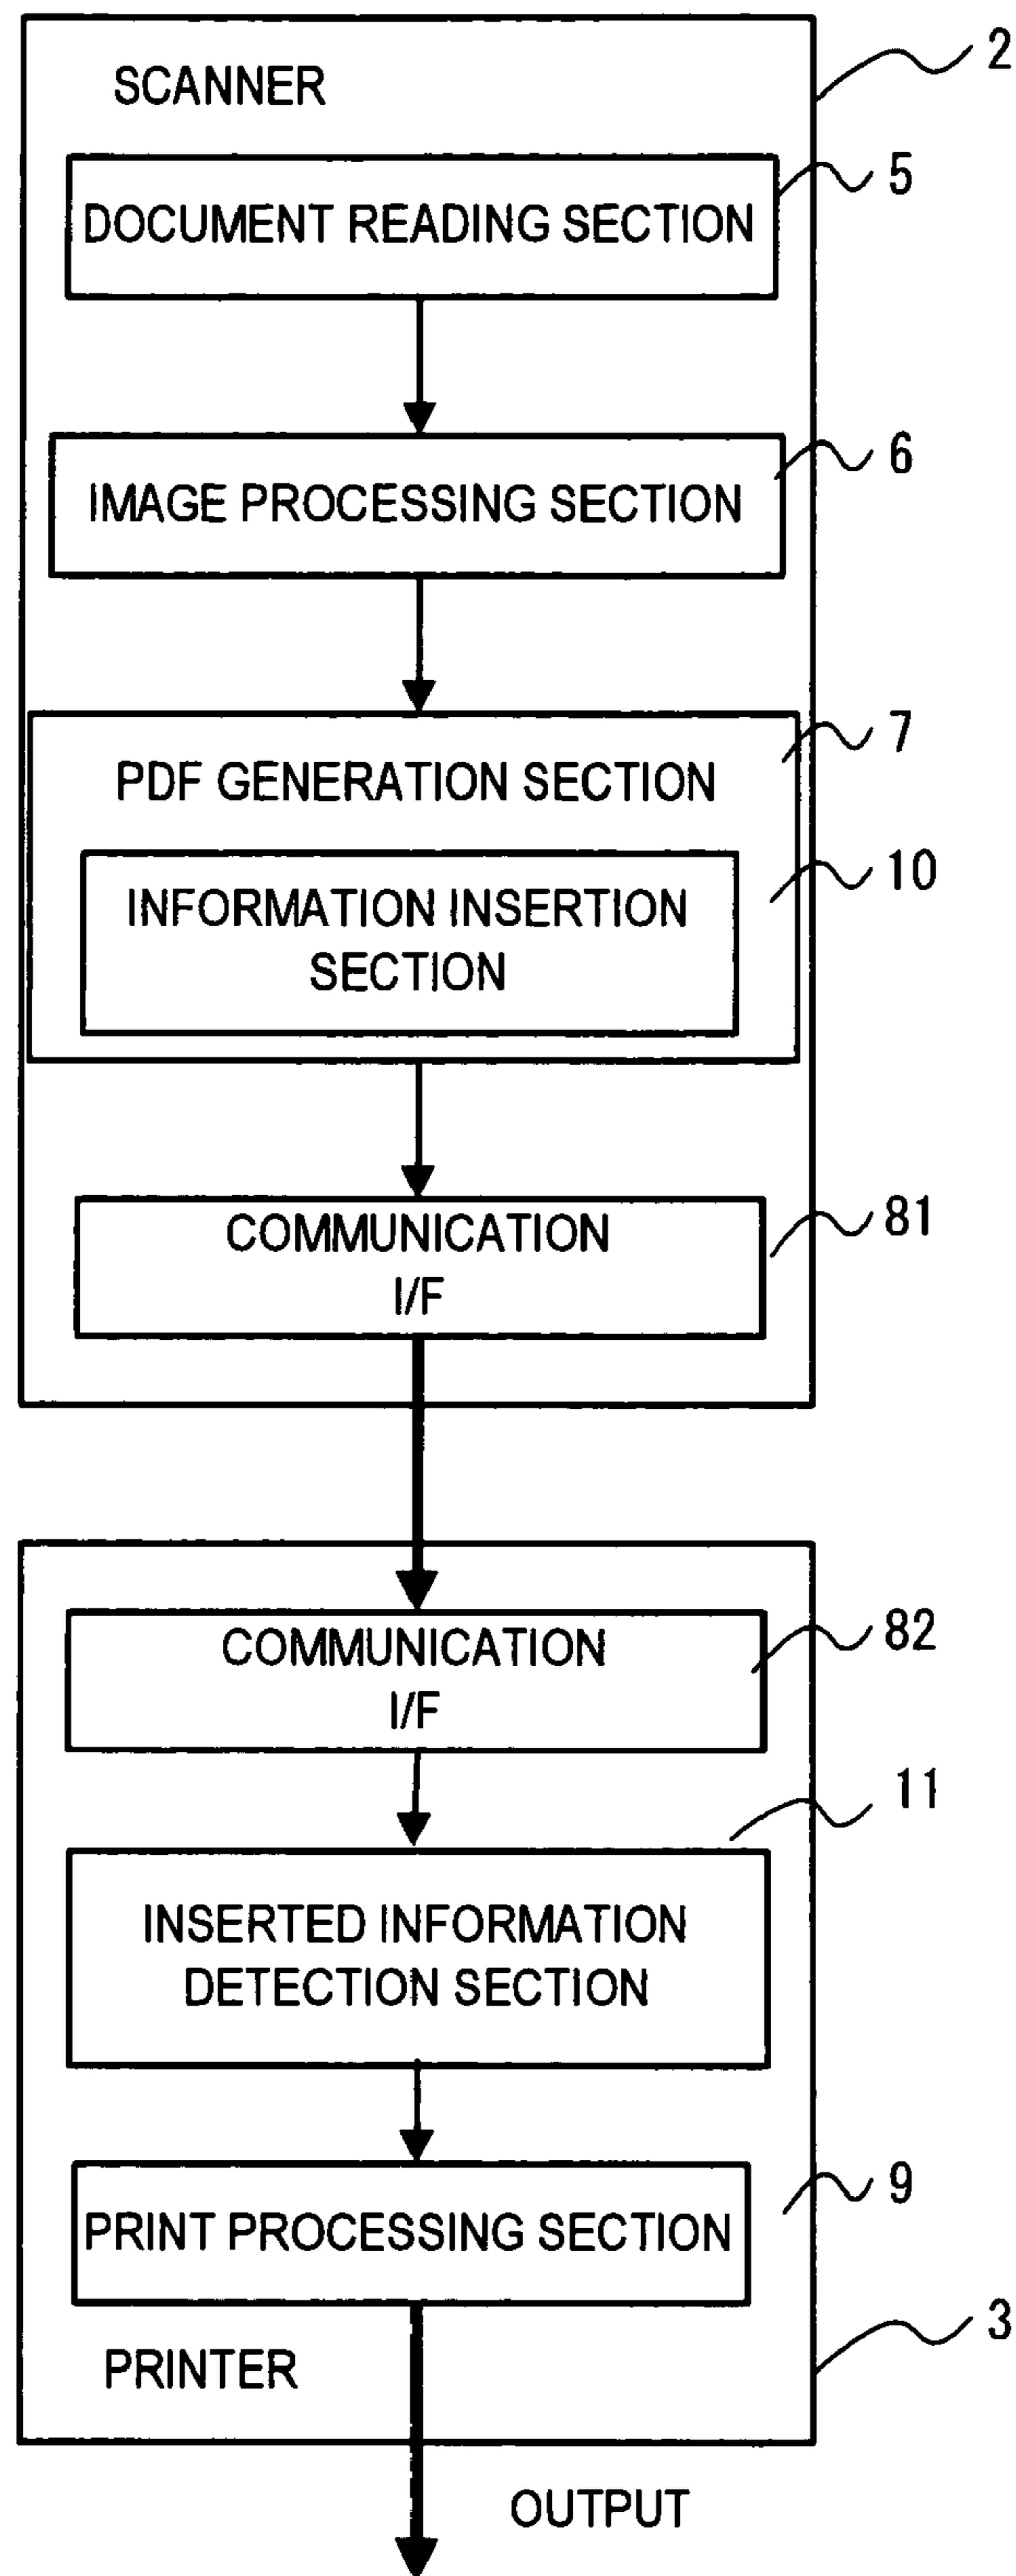 SCANNER
2
DOCUMENT READING SECTION
5
IMAGE PROCESSING SECTION
6
PDF GENERATION SECTION
7
INFORMATION INSERTION
SECTION
10
COMMUNICATION
I/F
81
COMMUNICATION
I/F
82
11
INSERTED INFORMATION
DETECTION SECTION
PRINT PROCESSING SECTION
9
PRINTER
3
OUTPUT